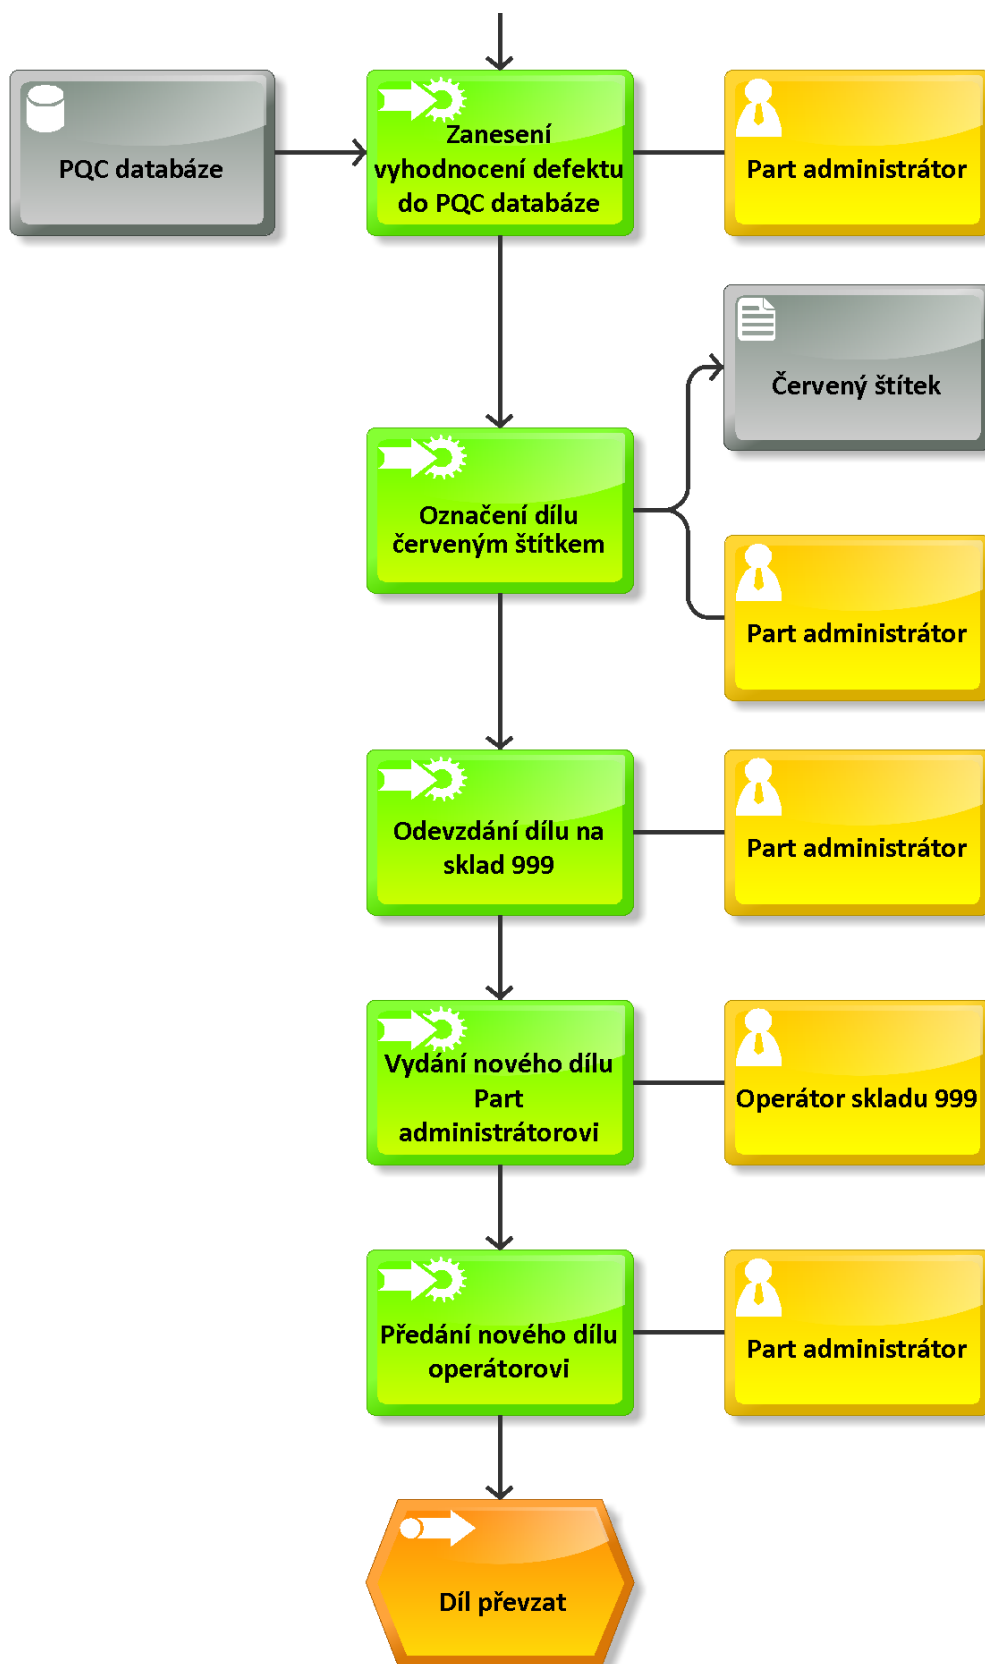 PQC databáze
Zanesení
vyhodnocení defektu
do PQC databáze
Part administrátor
Červený štítek
Označení dílu
červeným štítkem
Part administrátor
Odevzdání dílu na
sklad 999
Part administrátor
Vydání nového dílu
Part
administrátorovi
Operátor skladu 999
Předání nového dílu
operátorovi
Part administrátor
Díl převzat